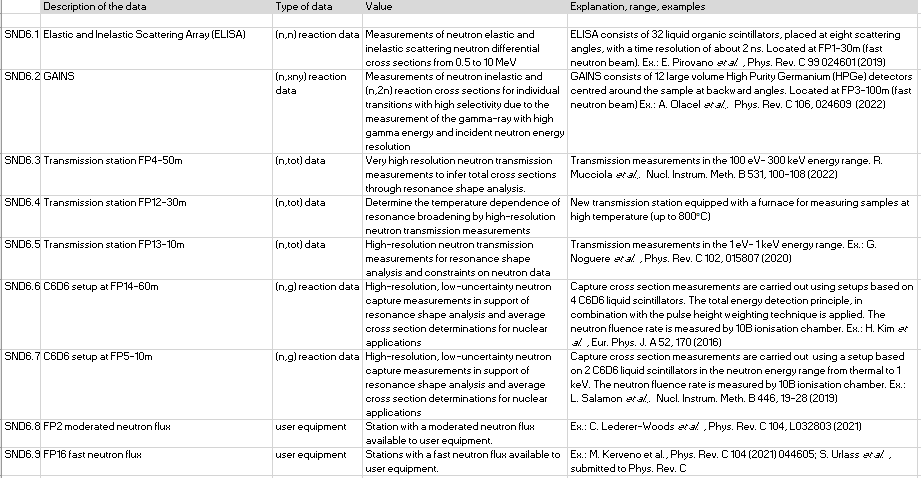 Description of the data Type of data Value Explanation, range, examples
SND6.1 Elastic and Inelastic Scattering Array (ELISA) (n,n) reaction data Measurements of neutron elastic and ELISA consists of 32 liquid organic scintillators, placed at eight scattering
inelastic scattering neutron differential angles, with a time resolution of about 2 ns. Located at FP1-30m (fast
cross sections from 0.5 to 10 MeV neutron beam). Ex.: E. Pirovano et al. , Phys. Rev. C 99 024601 (2019)
SND6.2 GAINS (n,xnγ) reaction Measurements of neutron inelastic and GAINS consists of 12 large volume High Purity Germanium (HPGe) detectors
data (n,2n) reaction cross sections for individual centred around the sample at backward angles. Located at FP3-100m (fast
transitions with high selectivity due to the neutron beam) Ex.: A. Olacel et al., Phys. Rev. C 106, 024609 (2022)
measurement of the gamma-ray with high
gamma energy and incident neutron energy
resolution
SND6.3 Transmission station FP4-50m (n,tot) data Very high resolution neutron transmission Transmission measurements in the 100 eV- 300 keV energy range. R.
measurements to infer total cross sections Mucciola et al., Nucl. Instrum. Meth. B 531, 100-108 (2022)
through resonance shape analysis.
SND6.4 Transmission station FP12-30m (n,tot) data Determine the temperature dependence of New transmission station equipped with a furnace for measuring samples at
resonance broadening by high-resolution high temperature (up to 800°C)
neutron transmission measurements
SND6.5 Transmission station FP13-10m (n,tot) data High-resolution neutron transmission Transmission measurements in the 1 eV- 1 keV energy range. Ex.: G.
measurements for resonance shape Noguere et al. , Phys. Rev. C 102, 015807 (2020)
analysis and constraints on neutron data
SND6.6 C6D6 setup at FP14-60m (n,g) reaction data High-resolution, low-uncertainty neutron Capture cross section measurements are carried out using setups based on
capture measurements in support of 4 C6D6 liquid scintillators. The total energy detection principle, in
resonance shape analysis and average combination with the pulse height weighting technique is applied. The
cross section determinations for nuclear neutron fluence rate is measured by 10B ionisation chamber. Ex.: H. Kim et
applications al. , Eur. Phys. J. A 52, 170 (2016)
SND6.7 C6D6 setup at FP5-10m (n,g) reaction data High-resolution, low-uncertainty neutron Capture cross section measurements are carried out using a setup based
capture measurements in support of on 2 C6D6 liquid scintillators in the neutron energy range from thermal to 1
resonance shape analysis and average keV. The neutron fluence rate is measured by 10B ionisation chamber. Ex.:
cross section determinations for nuclear L. Salamon et al., Nucl. Instrum. Meth. B 446, 19-28 (2019)
applications
SND6.8 FP2 moderated neutron flux user equipment Station with a moderated neutron flux Ex.: C. Lederer-Woods et al. , Phys. Rev. C 104, L032803 (2021)
available to user equipment.
SND6.9 FP16 fast neutron flux user equipment Stations with a fast neutron flux available to Ex.: M. Kerveno et al., Phys. Rev. C 104 (2021) 044605; S. Urlass et al. ,
user equipment. submitted to Phys. Rev. C